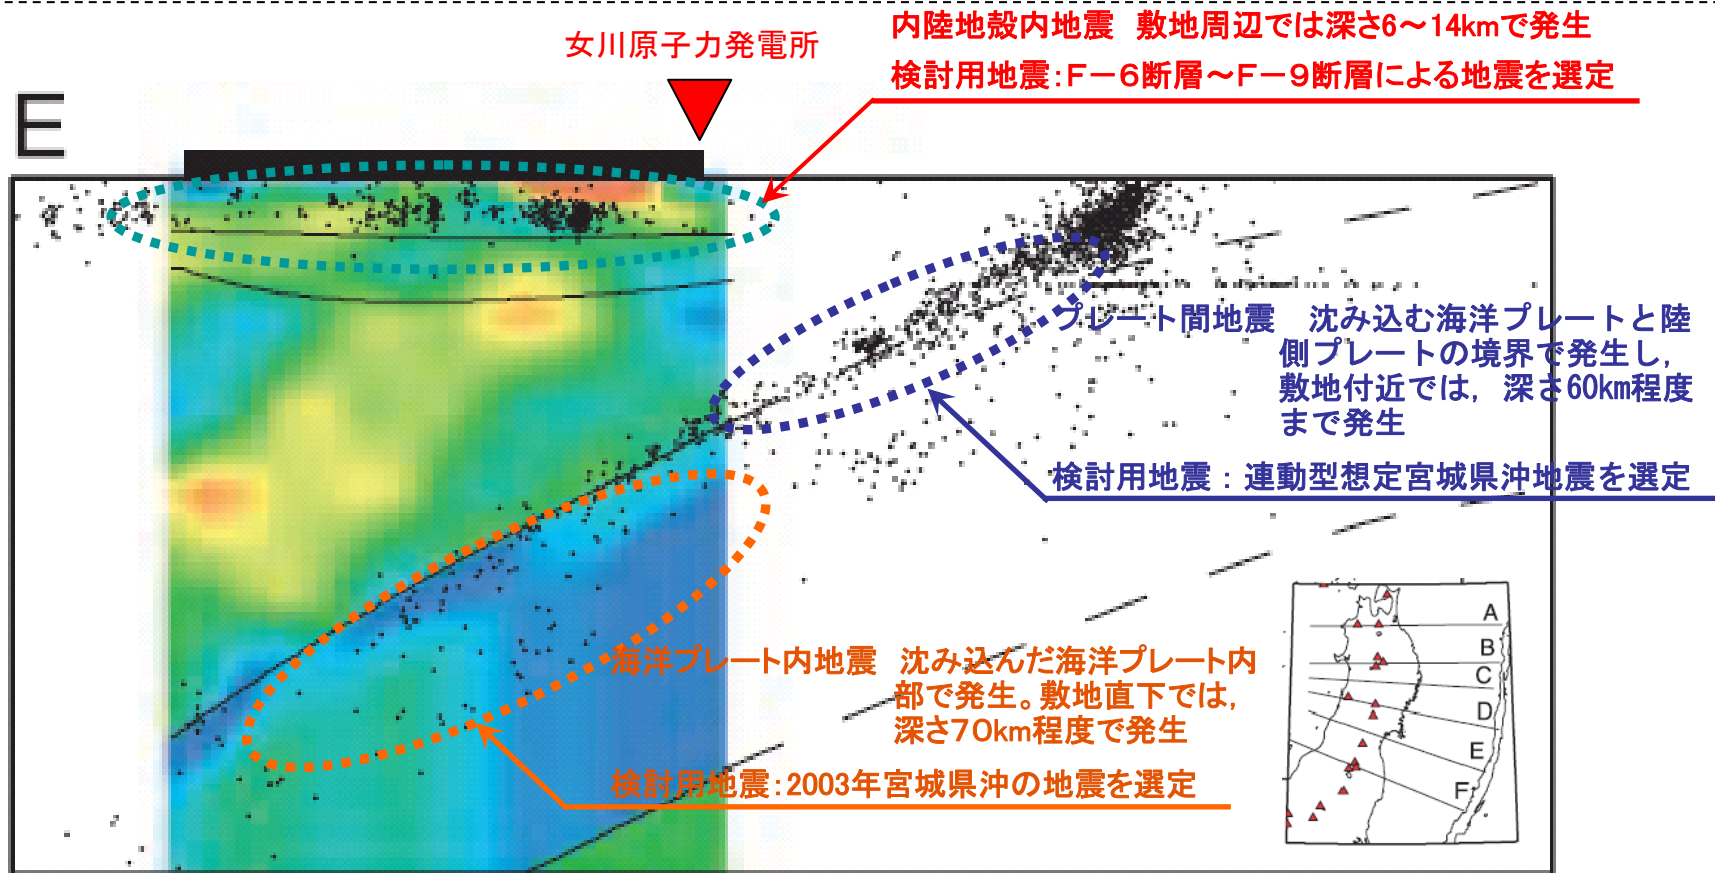 内陸地殻内地震 敷地周辺では深さ6～14kmで発生
女川原子力発電所
検討用地震：F－6断層～F－9断層による地震を選定
E
プレート間地震 沈み込む海洋プレートと陸
側プレートの境界で発生し，
敷地付近では，深さ60km程度
まで発生
検討用地震：連動型想定宮城県沖地震を選定
海洋プレート内地震 沈み込んだ海洋プレート内
部で発生。敷地直下では，
深さ70km程度で発生
検討用地震：2003年宮城県沖の地震を選定
A
B
C
D
E
F